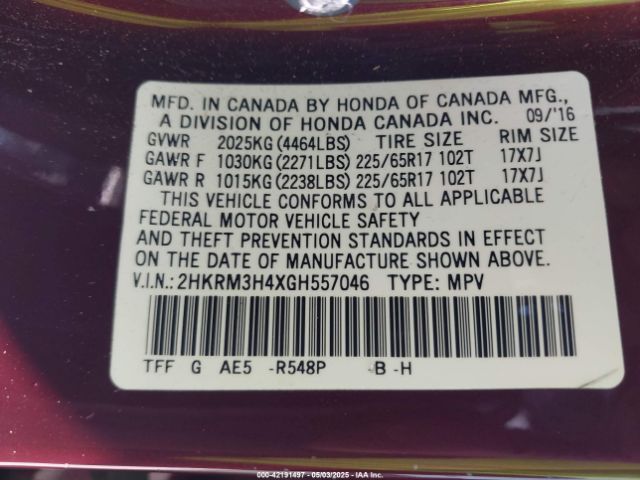 MFD. IN CANADA BY HONDA OF CANADA MFG.,
A DIVISION OF HONDA CANADA INC. 09/'16
GVWR 2025KG (4464LBS) TIRE SIZE RIM SIZE
GAWR F 1030KG (2271LBS) 225/65R17 102T 17X7J
GAWR R 1015KG (2238LBS) 225/65R17 102T 17X7J
THIS VEHICLE CONFORMS TO ALL APPLICABLE
FEDERAL MOTOR VEHICLE SAFETY
AND THEFT PREVENTION STANDARDS IN EFFECT
ON THE DATE OF MANUFACTURE SHOWN ABOVE.
V.I.N.: 2HKRM3H4XGH557046 TYPE: MPV
TFF G AE5 -R548P -B -H
000-42191497 — 05/03/2025 — IAA Inc.